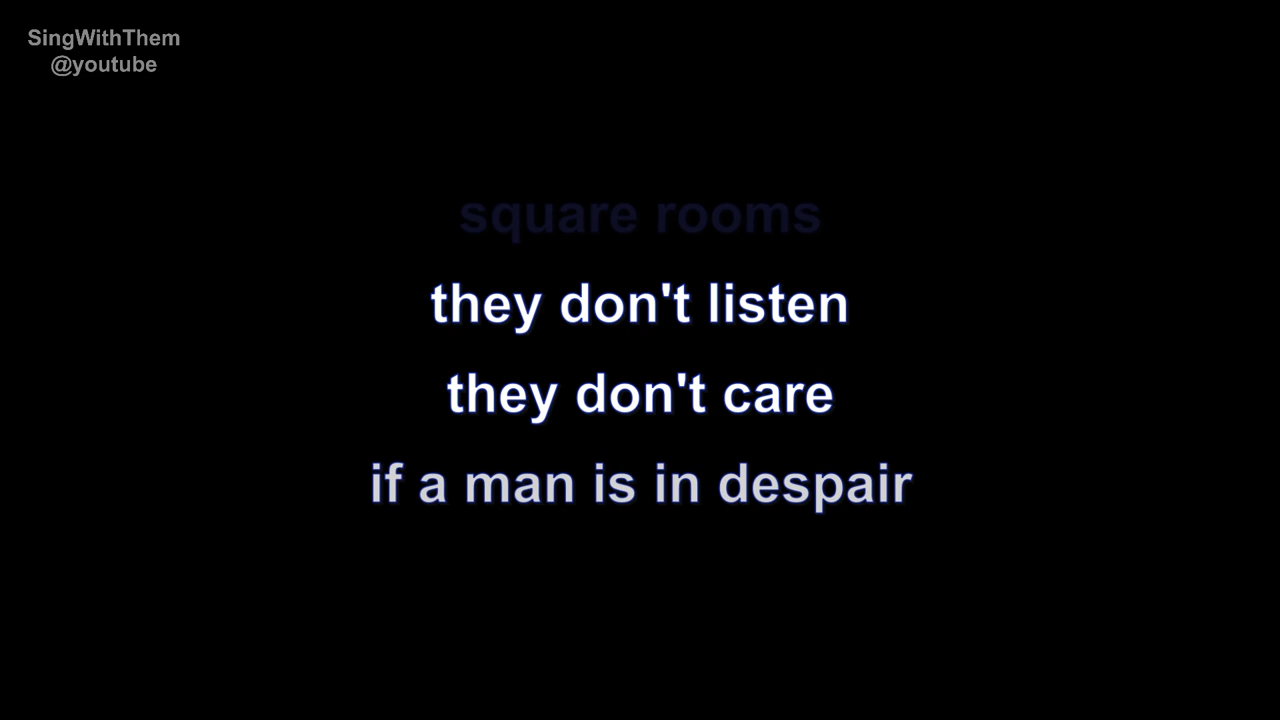 SingWithThem
@youtube
square rooms
they don't listen
they don't care
if a man is in despair